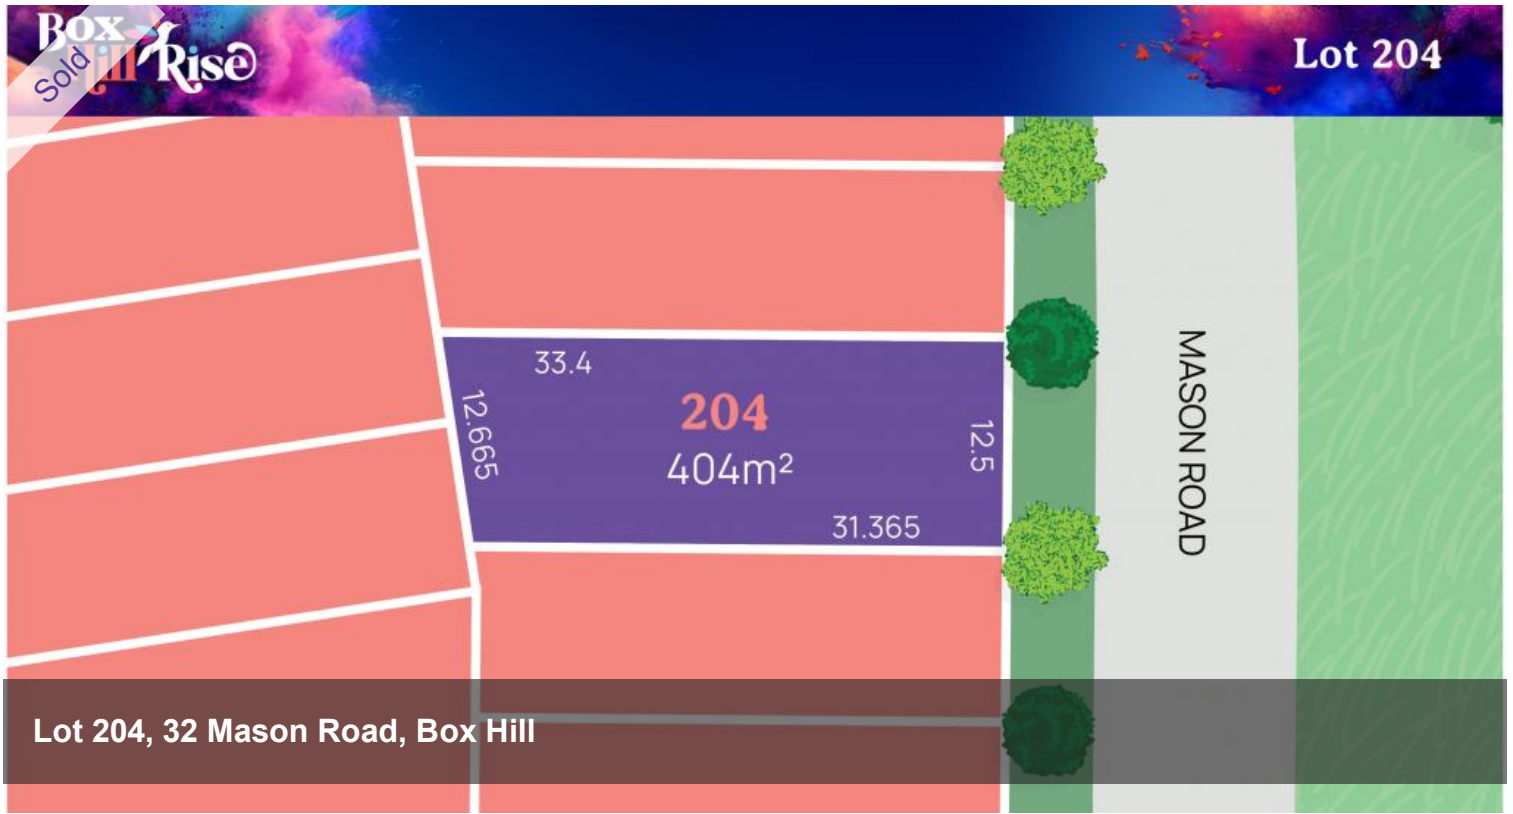 Box
Hill Rise
Sold
Lot 204
33.4
12.665
204
404m²
12.5
31.365
MASON ROAD
Lot 204, 32 Mason Road, Box Hill